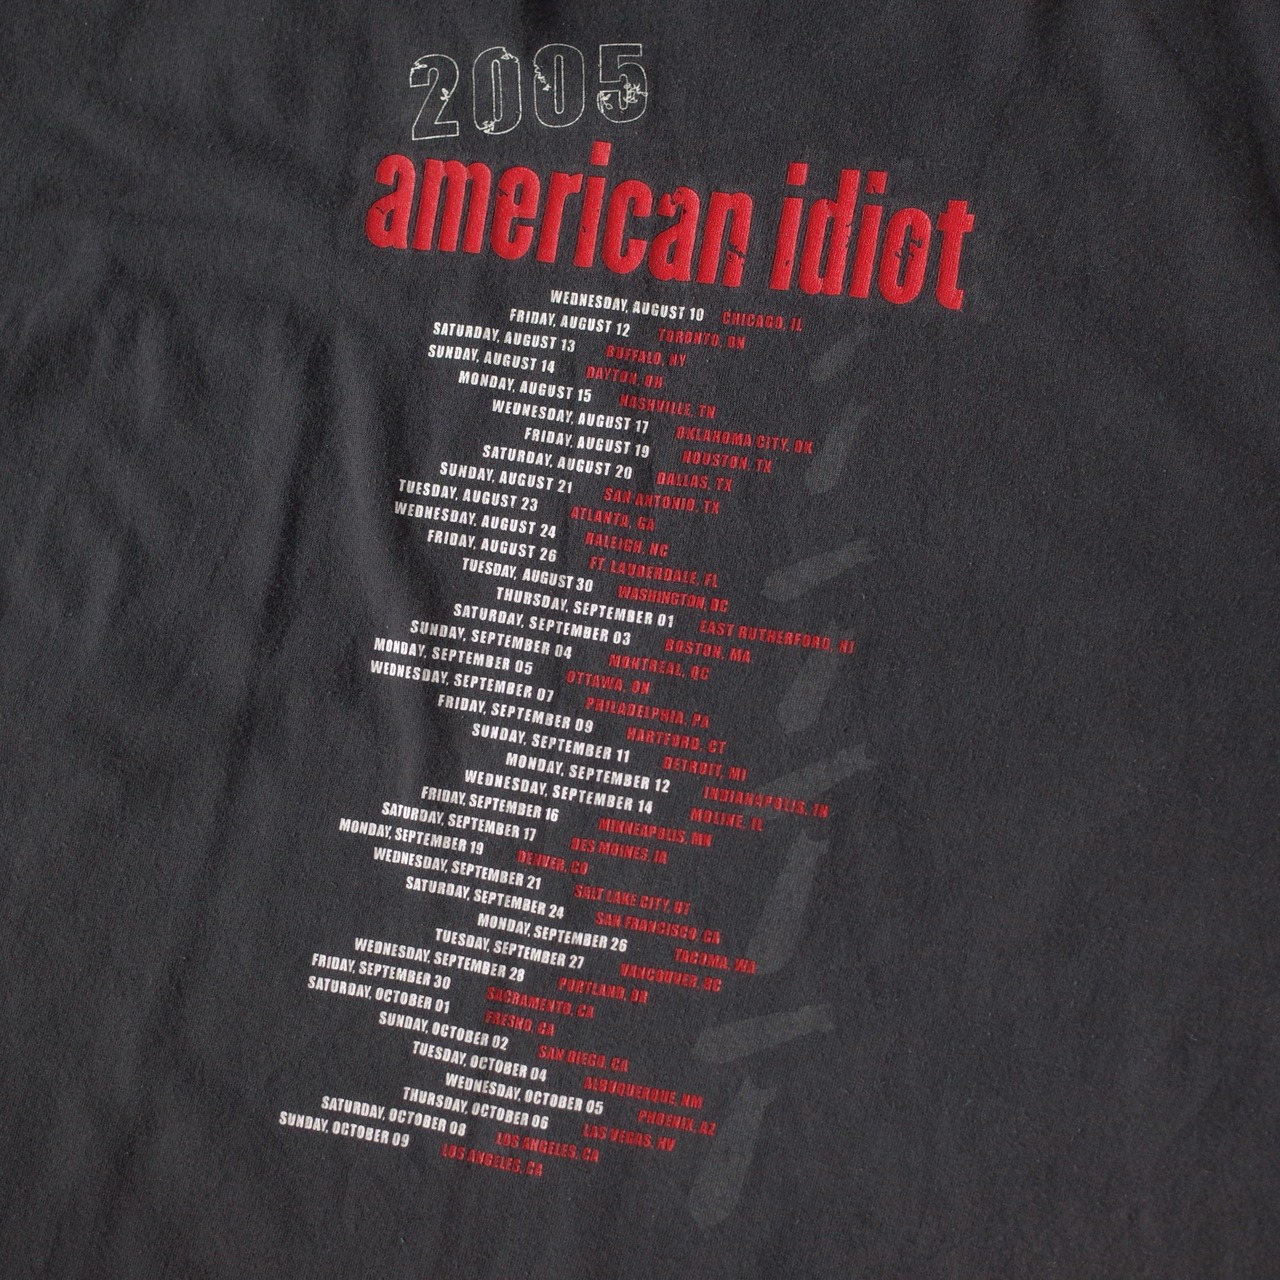 2005
american idiot
WEDNESDAY, AUGUST 10 CHICAGO, IL
FRIDAY, AUGUST 12 TORONTO, ON
SATURDAY, AUGUST 13 BUFFALO, NY
SUNDAY, AUGUST 14 DAYTON, OH
MONDAY, AUGUST 15 NASHVILLE, TN
WEDNESDAY, AUGUST 17 OKLAHOMA CITY, OK
FRIDAY, AUGUST 19 HOUSTON, TX
SATURDAY, AUGUST 20 DALLAS, TX
SUNDAY, AUGUST 21 SAN ANTONIO, TX
TUESDAY, AUGUST 23 ATLANTA, GA
WEDNESDAY, AUGUST 24 RALEIGH, NC
FRIDAY, AUGUST 26 FT. LAUDERDALE, FL
TUESDAY, AUGUST 30 WASHINGTON, DC
THURSDAY, SEPTEMBER 01 EAST RUTHERFORD, NJ
SATURDAY, SEPTEMBER 03 BOSTON, MA
SUNDAY, SEPTEMBER 04 MONTREAL, QC
MONDAY, SEPTEMBER 05 OTTAWA, ON
WEDNESDAY, SEPTEMBER 07 PHILADELPHIA, PA
FRIDAY, SEPTEMBER 09 HARTFORD, CT
SUNDAY, SEPTEMBER 11 DETROIT, MI
MONDAY, SEPTEMBER 12 INDIANAPOLIS, IN
WEDNESDAY, SEPTEMBER 14 MOLINE, IL
FRIDAY, SEPTEMBER 16 MINNEAPOLIS, MN
SATURDAY, SEPTEMBER 17 DES MOINES, IA
MONDAY, SEPTEMBER 19 DENVER, CO
WEDNESDAY, SEPTEMBER 21 SALT LAKE CITY, UT
SATURDAY, SEPTEMBER 24 SAN FRANCISCO, CA
MONDAY, SEPTEMBER 26 TACOMA, WA
TUESDAY, SEPTEMBER 27 VANCOUVER, BC
WEDNESDAY, SEPTEMBER 28 PORTLAND, OR
FRIDAY, SEPTEMBER 30 SACRAMENTO, CA
SATURDAY, OCTOBER 01 FRESNO, CA
SUNDAY, OCTOBER 02 SAN DIEGO, CA
TUESDAY, OCTOBER 04 ALBUQUERQUE, NM
WEDNESDAY, OCTOBER 05 PHOENIX, AZ
THURSDAY, OCTOBER 06 LAS VEGAS, NV
SATURDAY, OCTOBER 08 LOS ANGELES, CA
SUNDAY, OCTOBER 09 LOS ANGELES, CA